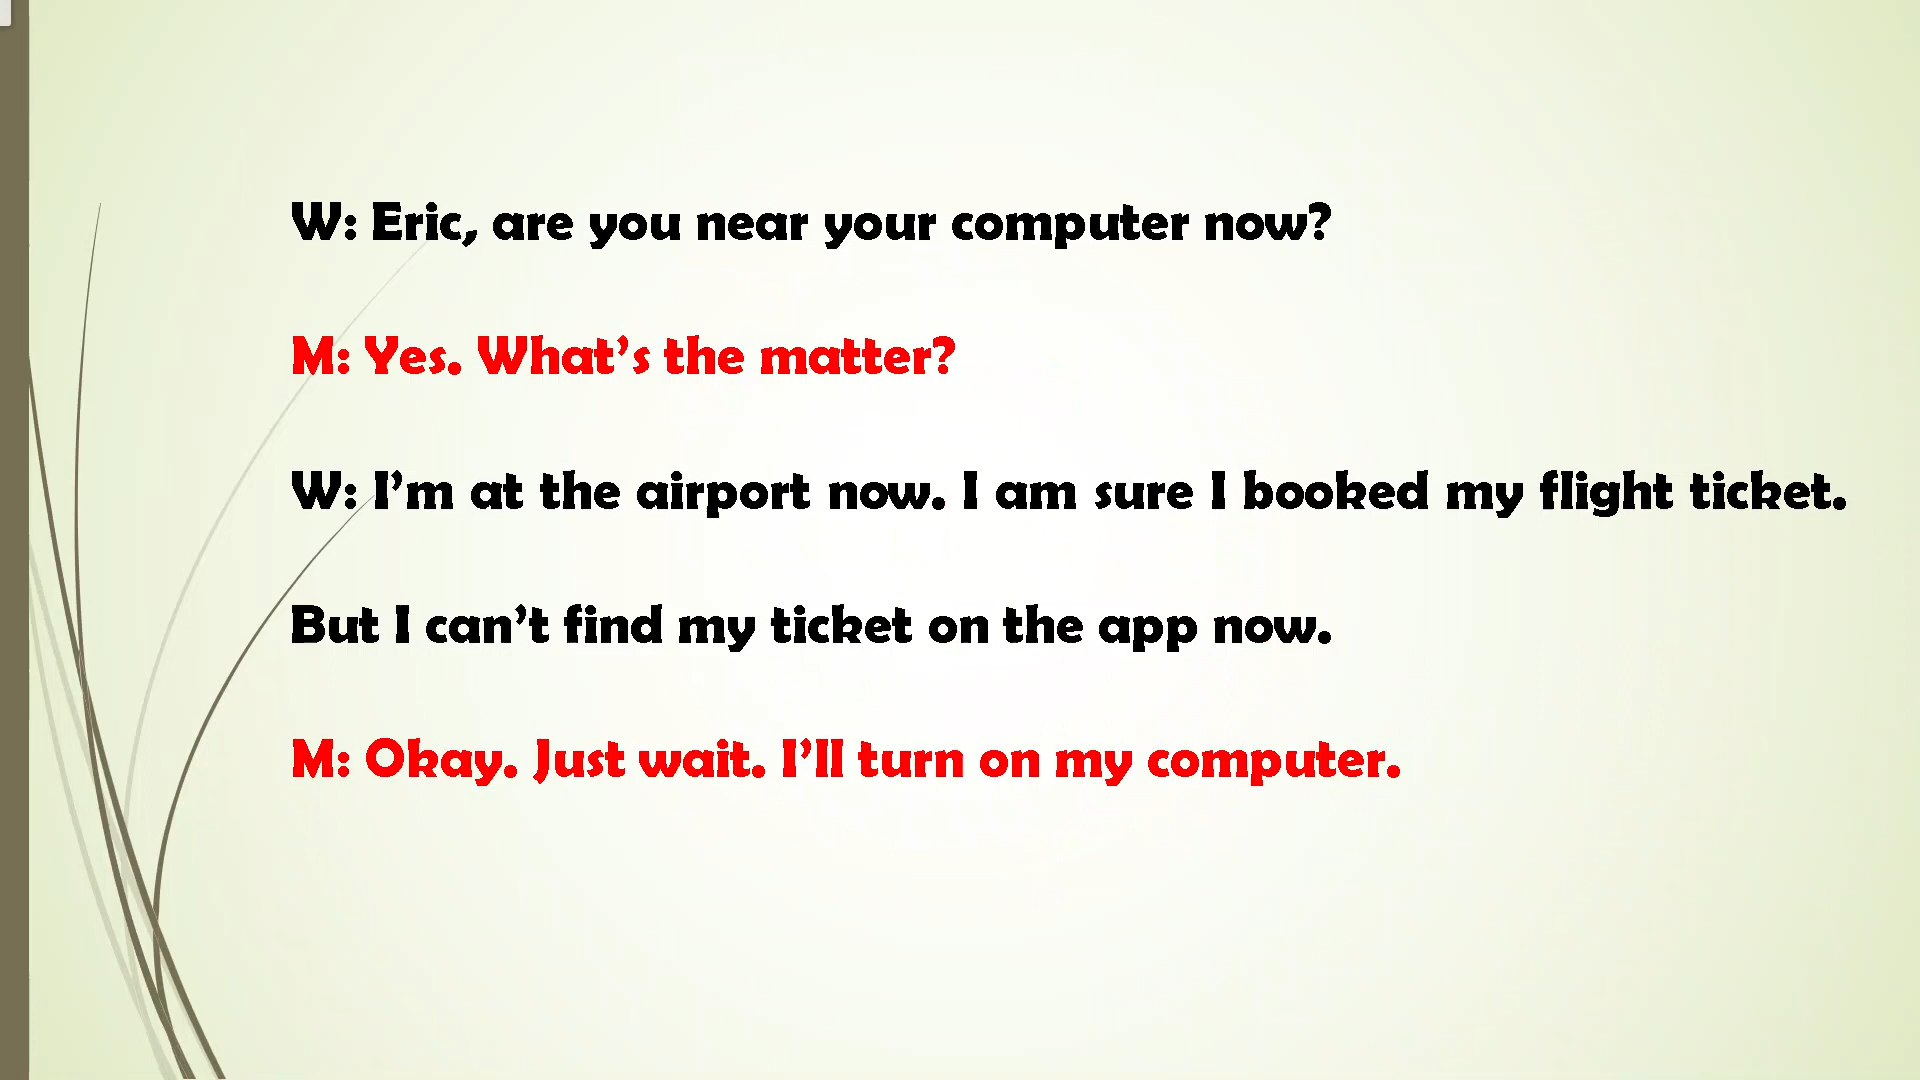 W: Eric, are you near your computer now?
M: Yes. What’s the matter?
W: I’m at the airport now. I am sure I booked my flight ticket.
But I can’t find my ticket on the app now.
M: Okay. Just wait. I’ll turn on my computer.